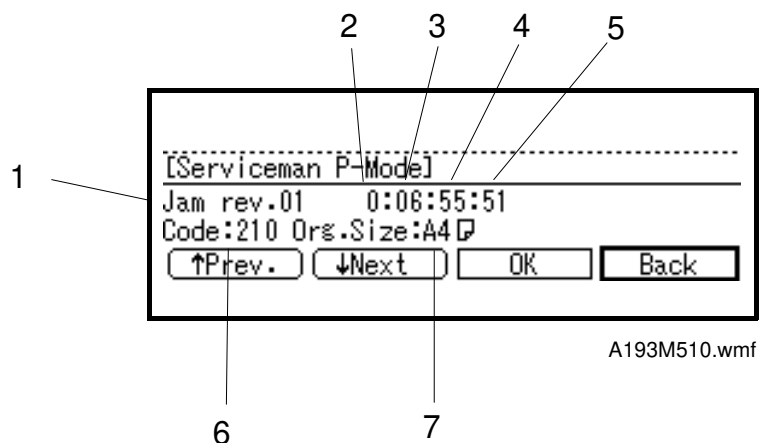 2 3 4 5
[Serviceman P-Mode]
1
Jam rev.01 0:06:55:51
Code:210 Org.Size:A4
↑Prev. ↓Next OK Back
A193M510.wmf
6 7